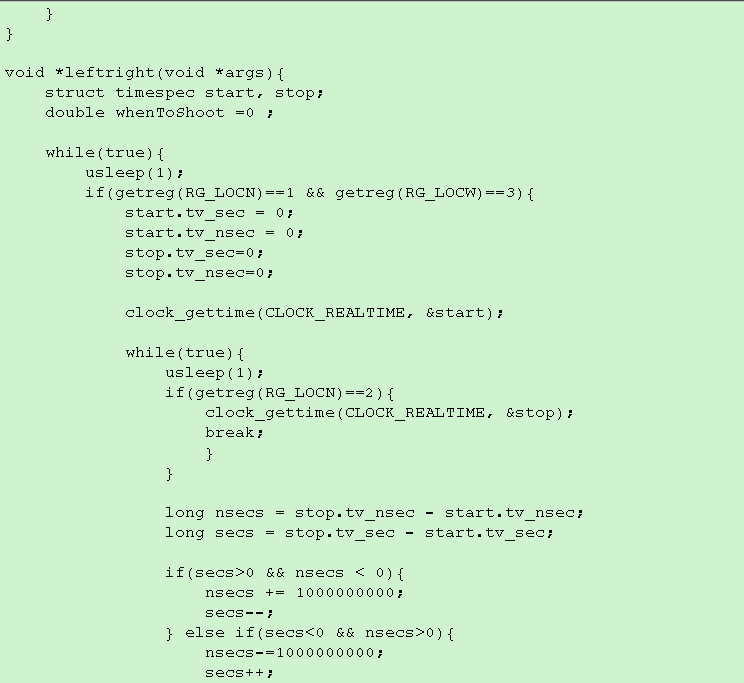 }
}

void *leftright(void *args){
    struct timespec start, stop;
    double whenToShoot =0 ;

    while(true){
        usleep(1);
        if(getreg(RG_LOCN)==1 && getreg(RG_LOCW)==3){
            start.tv_sec = 0;
            start.tv_nsec = 0;
            stop.tv_sec=0;
            stop.tv_nsec=0;

            clock_gettime(CLOCK_REALTIME, &start);

            while(true){
                usleep(1);
                if(getreg(RG_LOCN)==2){
                    clock_gettime(CLOCK_REALTIME, &stop);
                    break;
                    }
                }

                long nsecs = stop.tv_nsec - start.tv_nsec;
                long secs = stop.tv_sec - start.tv_sec;

                if(secs>0 && nsecs < 0){
                    nsecs += 1000000000;
                    secs--;
                } else if(secs<0 && nsecs>0){
                    nsecs-=1000000000;
                    secs++;